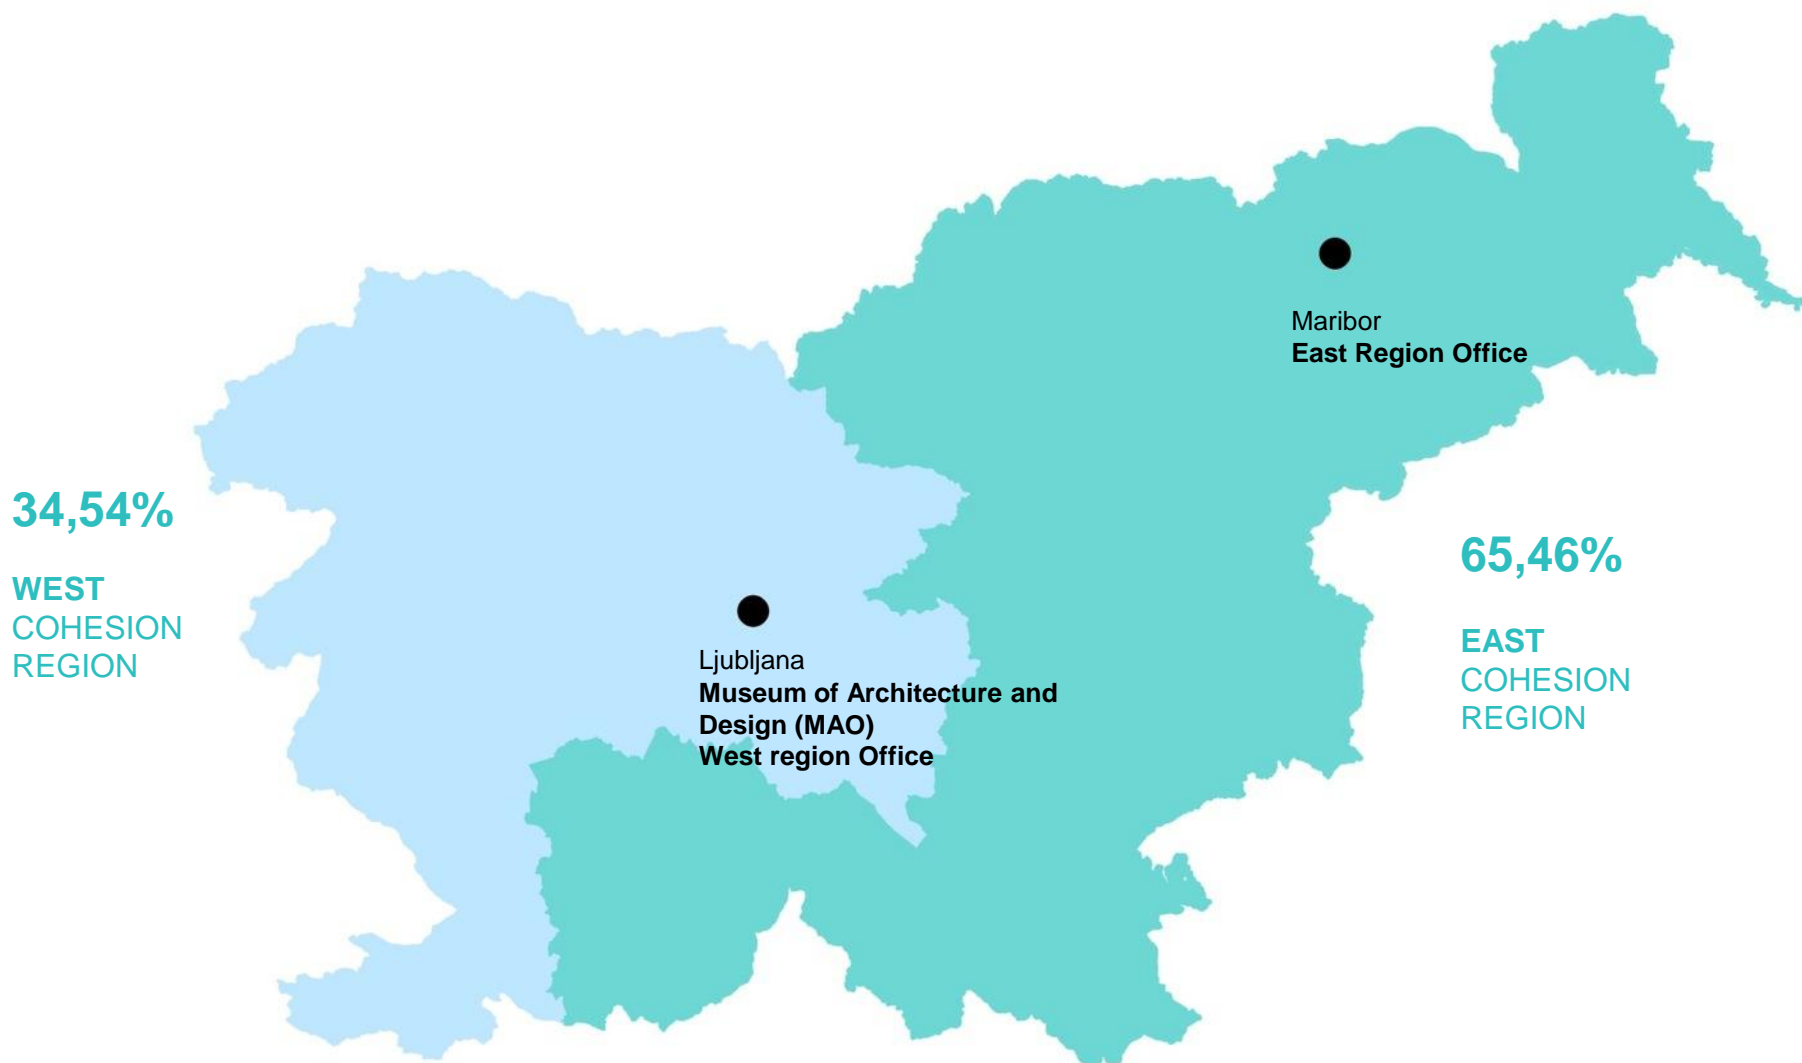 Maribor
East Region Office
34,54%
WEST
COHESION
REGION
65,46%
EAST
COHESION
REGION
Ljubljana
Museum of Architecture and
Design (MAO)
West region Office